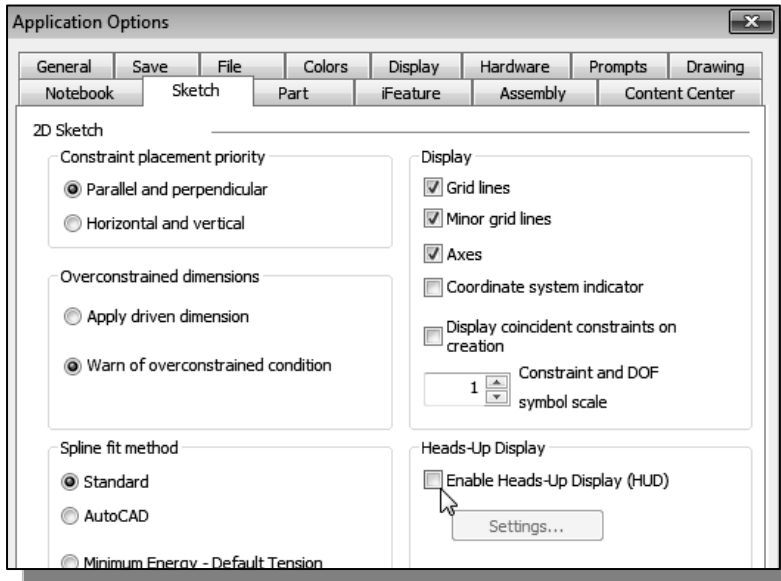 Application Options
General Save File Colors Display Hardware Prompts Drawing
Notebook Sketch Part iFeature Assembly Content Center
2D Sketch
Constraint placement priority
Parallel and perpendicular
Horizontal and vertical
Overconstrained dimensions
Apply driven dimension
Warn of overconstrained condition
Spline fit method
Standard
AutoCAD
Minimum Energy - Default Tension
Display
Grid lines
Minor grid lines
Axes
Coordinate system indicator
Display coincident constraints on
creation
1 Constraint and DOF
symbol scale
Heads-Up Display
Enable Heads-Up Display (HUD)
Settings...